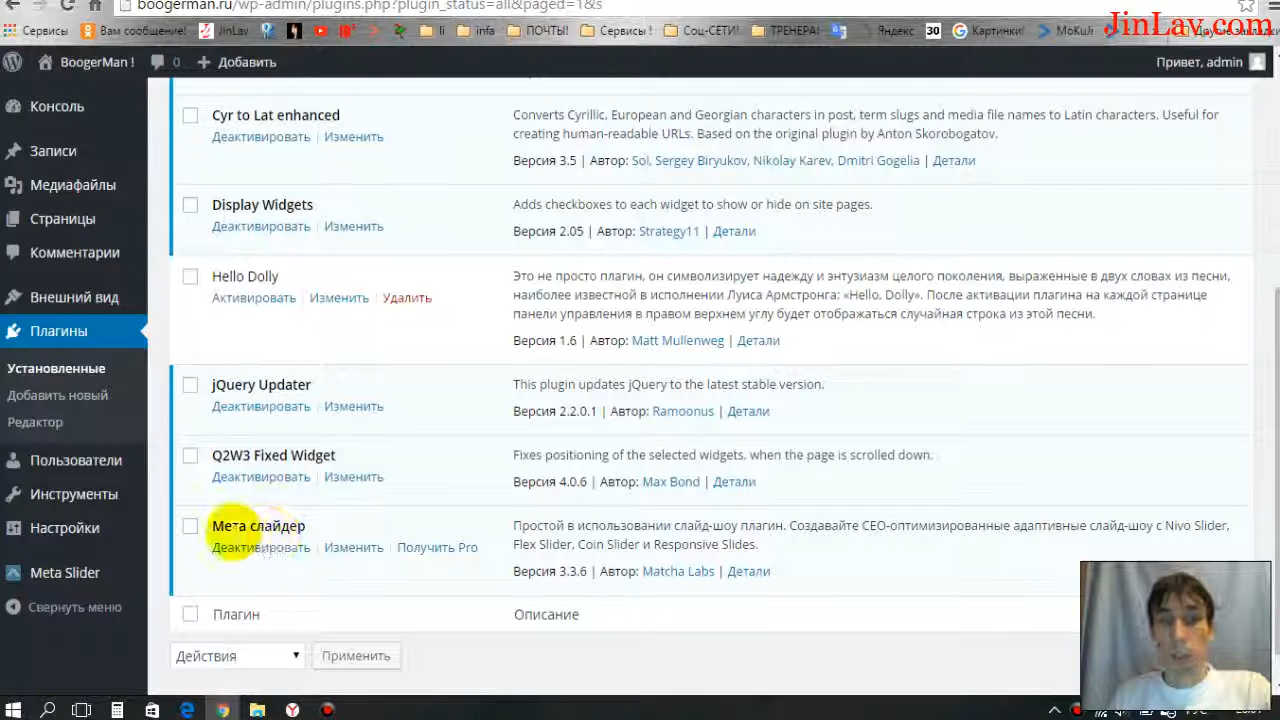 boogerman.ru/wp-admin/plugins.php?plugin_status=all&paged=1&s
JinLav.com
Сервисы Вам сообщение! JinLav li infa ПОЧТЫ! Сервисы ! Соц-СЕТИ! ТРЕНЕРА! Яндекс 30 Картинки! MoKuJi Другие закладки
BoogerMan ! 0 + Добавить Привет, admin
Консоль
Записи
Медиафайлы
Страницы
Комментарии
Внешний вид
Плагины
Установленные
Добавить новый
Редактор
Пользователи
Инструменты
Настройки
Meta Slider
Свернуть меню
Cyr to Lat enhanced
Деактивировать | Изменить
Converts Cyrillic, European and Georgian characters in post, term slugs and media file names to Latin characters. Useful for
creating human-readable URLs. Based on the original plugin by Anton Skorobogatov.
Версия 3.5 | Автор: Sol, Sergey Biryukov, Nikolay Karev, Dmitri Gogelia | Детали
Display Widgets
Деактивировать | Изменить
Adds checkboxes to each widget to show or hide on site pages.
Версия 2.05 | Автор: Strategy11 | Детали
Hello Dolly
Активировать | Изменить | Удалить
Это не просто плагин, он символизирует надежду и энтузиазм целого поколения, выраженные в двух словах из песни,
наиболее известной в исполнении Луиса Армстронга: «Hello, Dolly». После активации плагина на каждой странице
панели управления в правом верхнем углу будет отображаться случайная строка из этой песни.
Версия 1.6 | Автор: Matt Mullenweg | Детали
jQuery Updater
Деактивировать | Изменить
This plugin updates jQuery to the latest stable version.
Версия 2.2.0.1 | Автор: Ramoonus | Детали
Q2W3 Fixed Widget
Деактивировать | Изменить
Fixes positioning of the selected widgets, when the page is scrolled down.
Версия 4.0.6 | Автор: Max Bond | Детали
Мета слайдер
Деактивировать | Изменить | Получить Pro
Простой в использовании слайд-шоу плагин. Создавайте СЕО-оптимизированные адаптивные слайд-шоу с Nivo Slider,
Flex Slider, Coin Slider и Responsive Slides.
Версия 3.3.6 | Автор: Matcha Labs | Детали
Плагин Описание
Действия Применить